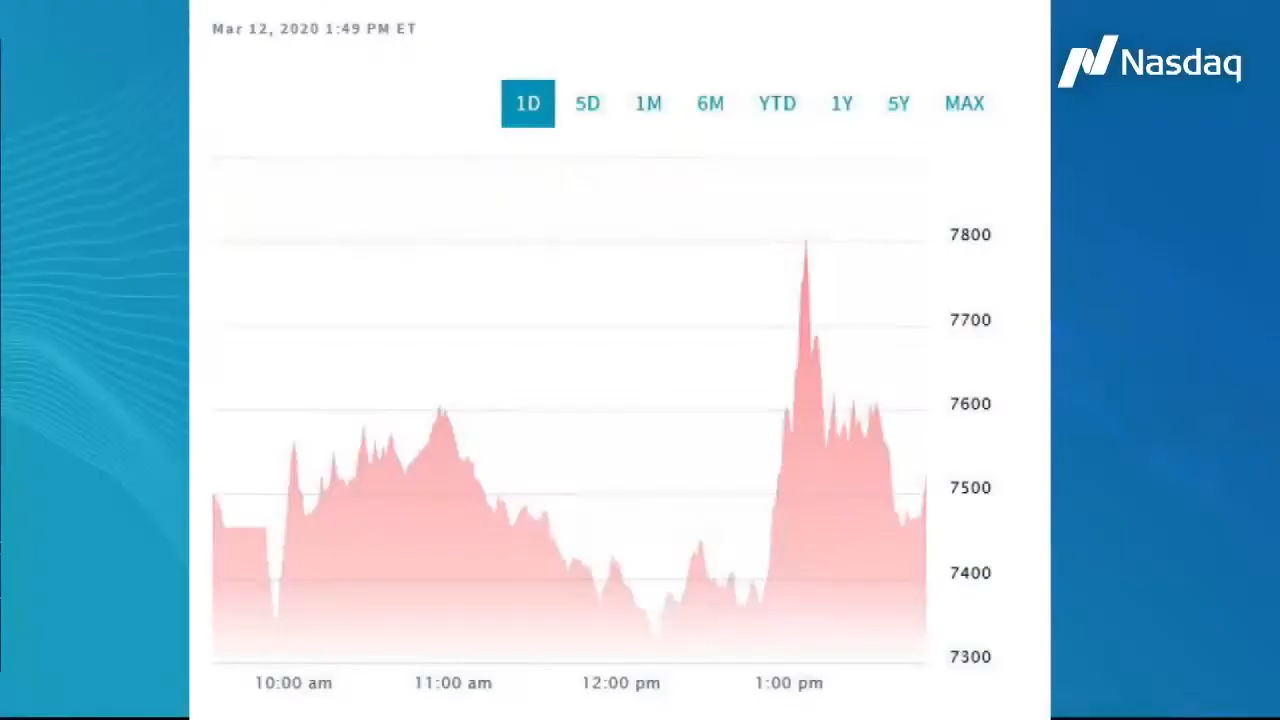 Mar 12, 2020 1:49 PM ET
Nasdaq
1D 5D 1M 6M YTD 1Y 5Y MAX
7800
7700
7600
7500
7400
7300
10:00 am 11:00 am 12:00 pm 1:00 pm